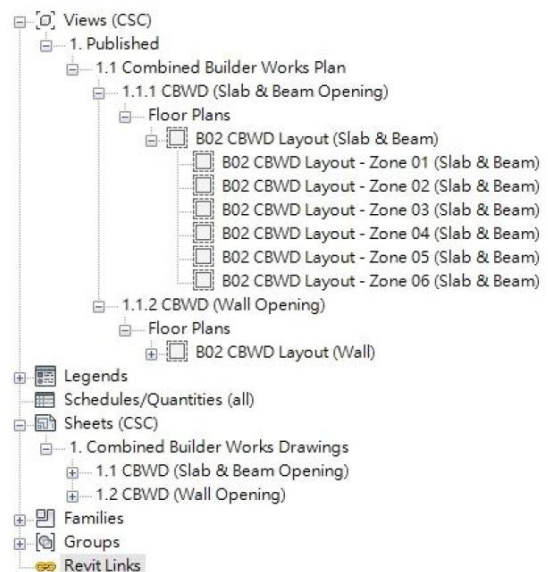 Views (CSC)
1. Published
1.1 Combined Builder Works Plan
1.1.1 CBWD (Slab & Beam Opening)
Floor Plans
B02 CBWD Layout (Slab & Beam)
B02 CBWD Layout - Zone 01 (Slab & Beam)
B02 CBWD Layout - Zone 02 (Slab & Beam)
B02 CBWD Layout - Zone 03 (Slab & Beam)
B02 CBWD Layout - Zone 04 (Slab & Beam)
B02 CBWD Layout - Zone 05 (Slab & Beam)
B02 CBWD Layout - Zone 06 (Slab & Beam)
1.1.2 CBWD (Wall Opening)
Floor Plans
B02 CBWD Layout (Wall)
Legends
Schedules/Quantities (all)
Sheets (CSC)
1. Combined Builder Works Drawings
1.1 CBWD (Slab & Beam Opening)
1.2 CBWD (Wall Opening)
Families
Groups
Revit Links